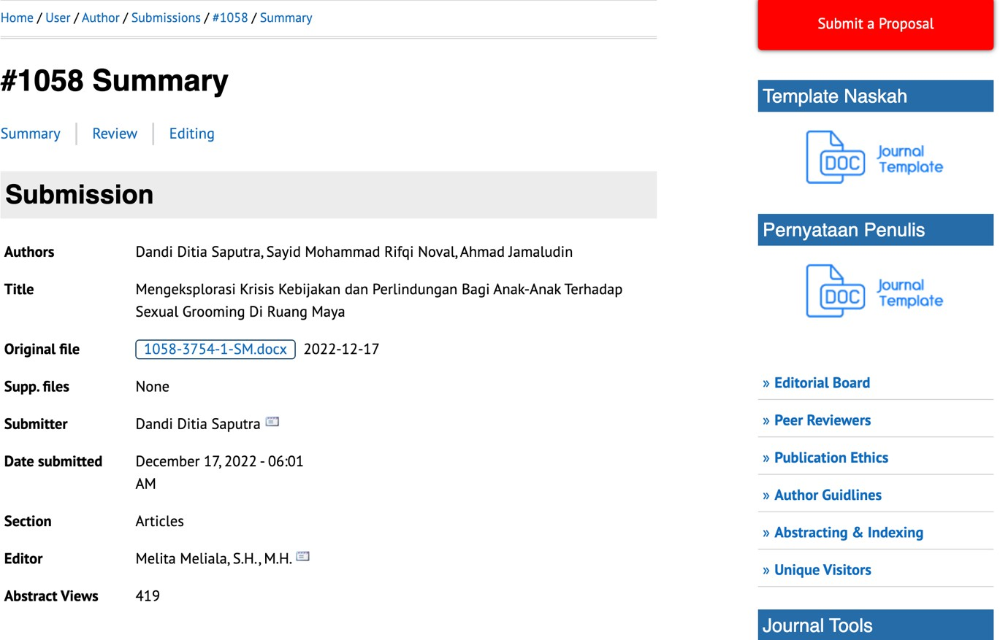 Home / User / Author / Submissions / #1058 / Summary
#1058 Summary
Summary
Review
Editing
Submission
Authors Dandi Ditia Saputra, Sayid Mohammad Rifqi Noval, Ahmad Jamaludin
Title Mengeksplorasi Krisis Kebijakan dan Perlindungan Bagi Anak-Anak Terhadap
Sexual Grooming Di Ruang Maya
Original file 1058-3754-1-SM.docx 2022-12-17
Supp. files None
Submitter Dandi Ditia Saputra
Date submitted December 17, 2022 - 06:01
AM
Section Articles
Editor Melita Meliala, S.H., M.H.
Abstract Views 419
Submit a Proposal
Template Naskah
DOC
Journal
Template
Pernyataan Penulis
DOC
Journal
Template
» Editorial Board
» Peer Reviewers
» Publication Ethics
» Author Guidlines
» Abstracting & Indexing
» Unique Visitors
Journal Tools